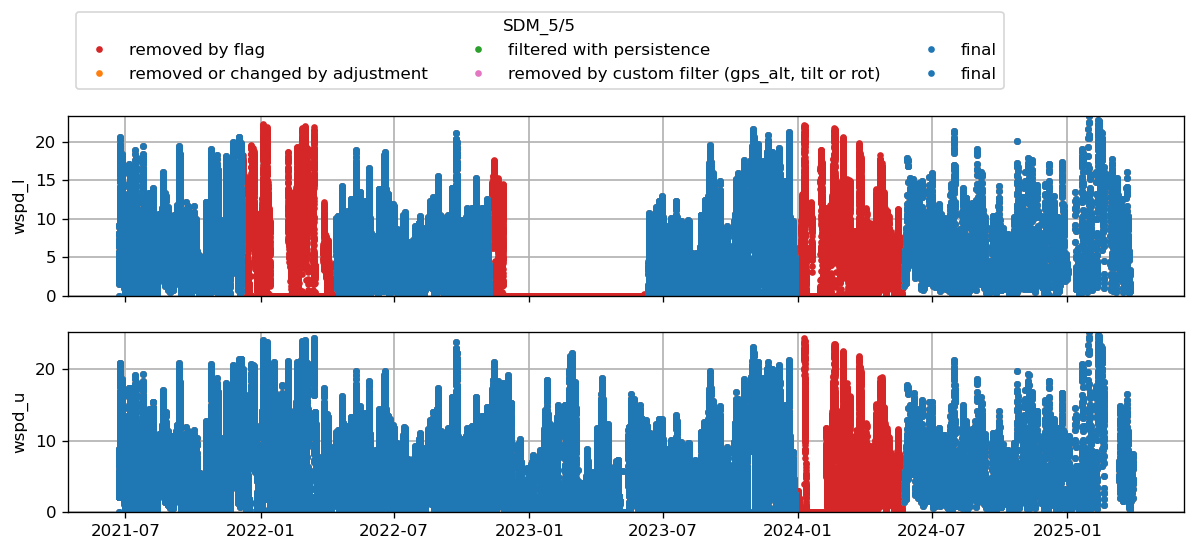 SDM_5/5
removed by flag
filtered with persistence
final
removed or changed by adjustment
removed by custom filter (gps_alt, tilt or rot)
final
20
15
10
5
0
wspd_l
20
10
0
wspd_u
2021-07
2022-01
2022-07
2023-01
2023-07
2024-01
2024-07
2025-01